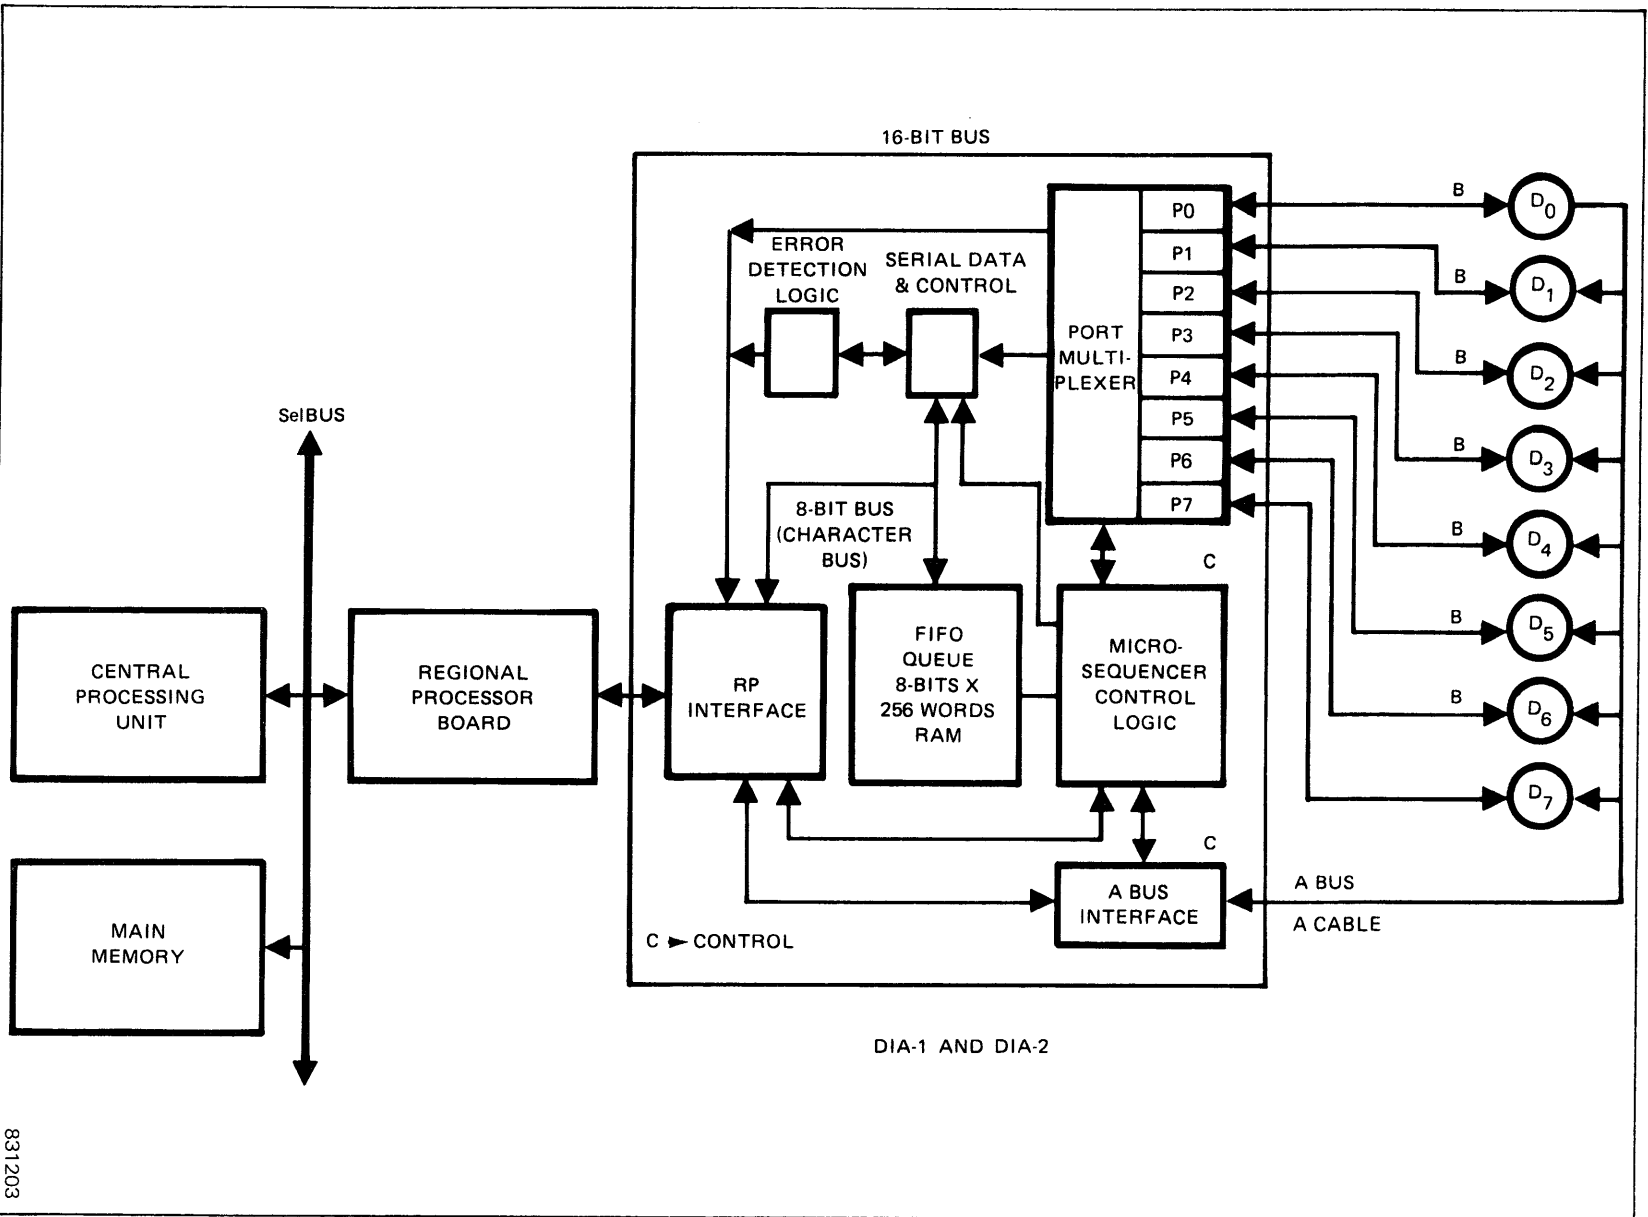 16-BIT BUS
ERROR
DETECTION
LOGIC
SERIAL DATA
& CONTROL
PORT
MULTI-
PLEXER
P0
P1
P2
P3
P4
P5
P6
P7
B
D0
B
D1
B
D2
B
D3
B
D4
B
D5
B
D6
D7
SelBUS
8-BIT BUS
(CHARACTER
BUS)
C
CENTRAL
PROCESSING
UNIT
REGIONAL
PROCESSOR
BOARD
RP
INTERFACE
FIFO
QUEUE
8-BITS X
256 WORDS
RAM
MICRO-
SEQUENCER
CONTROL
LOGIC
C
MAIN
MEMORY
A BUS
INTERFACE
A BUS
A CABLE
C ► CONTROL
DIA-1 AND DIA-2
831203